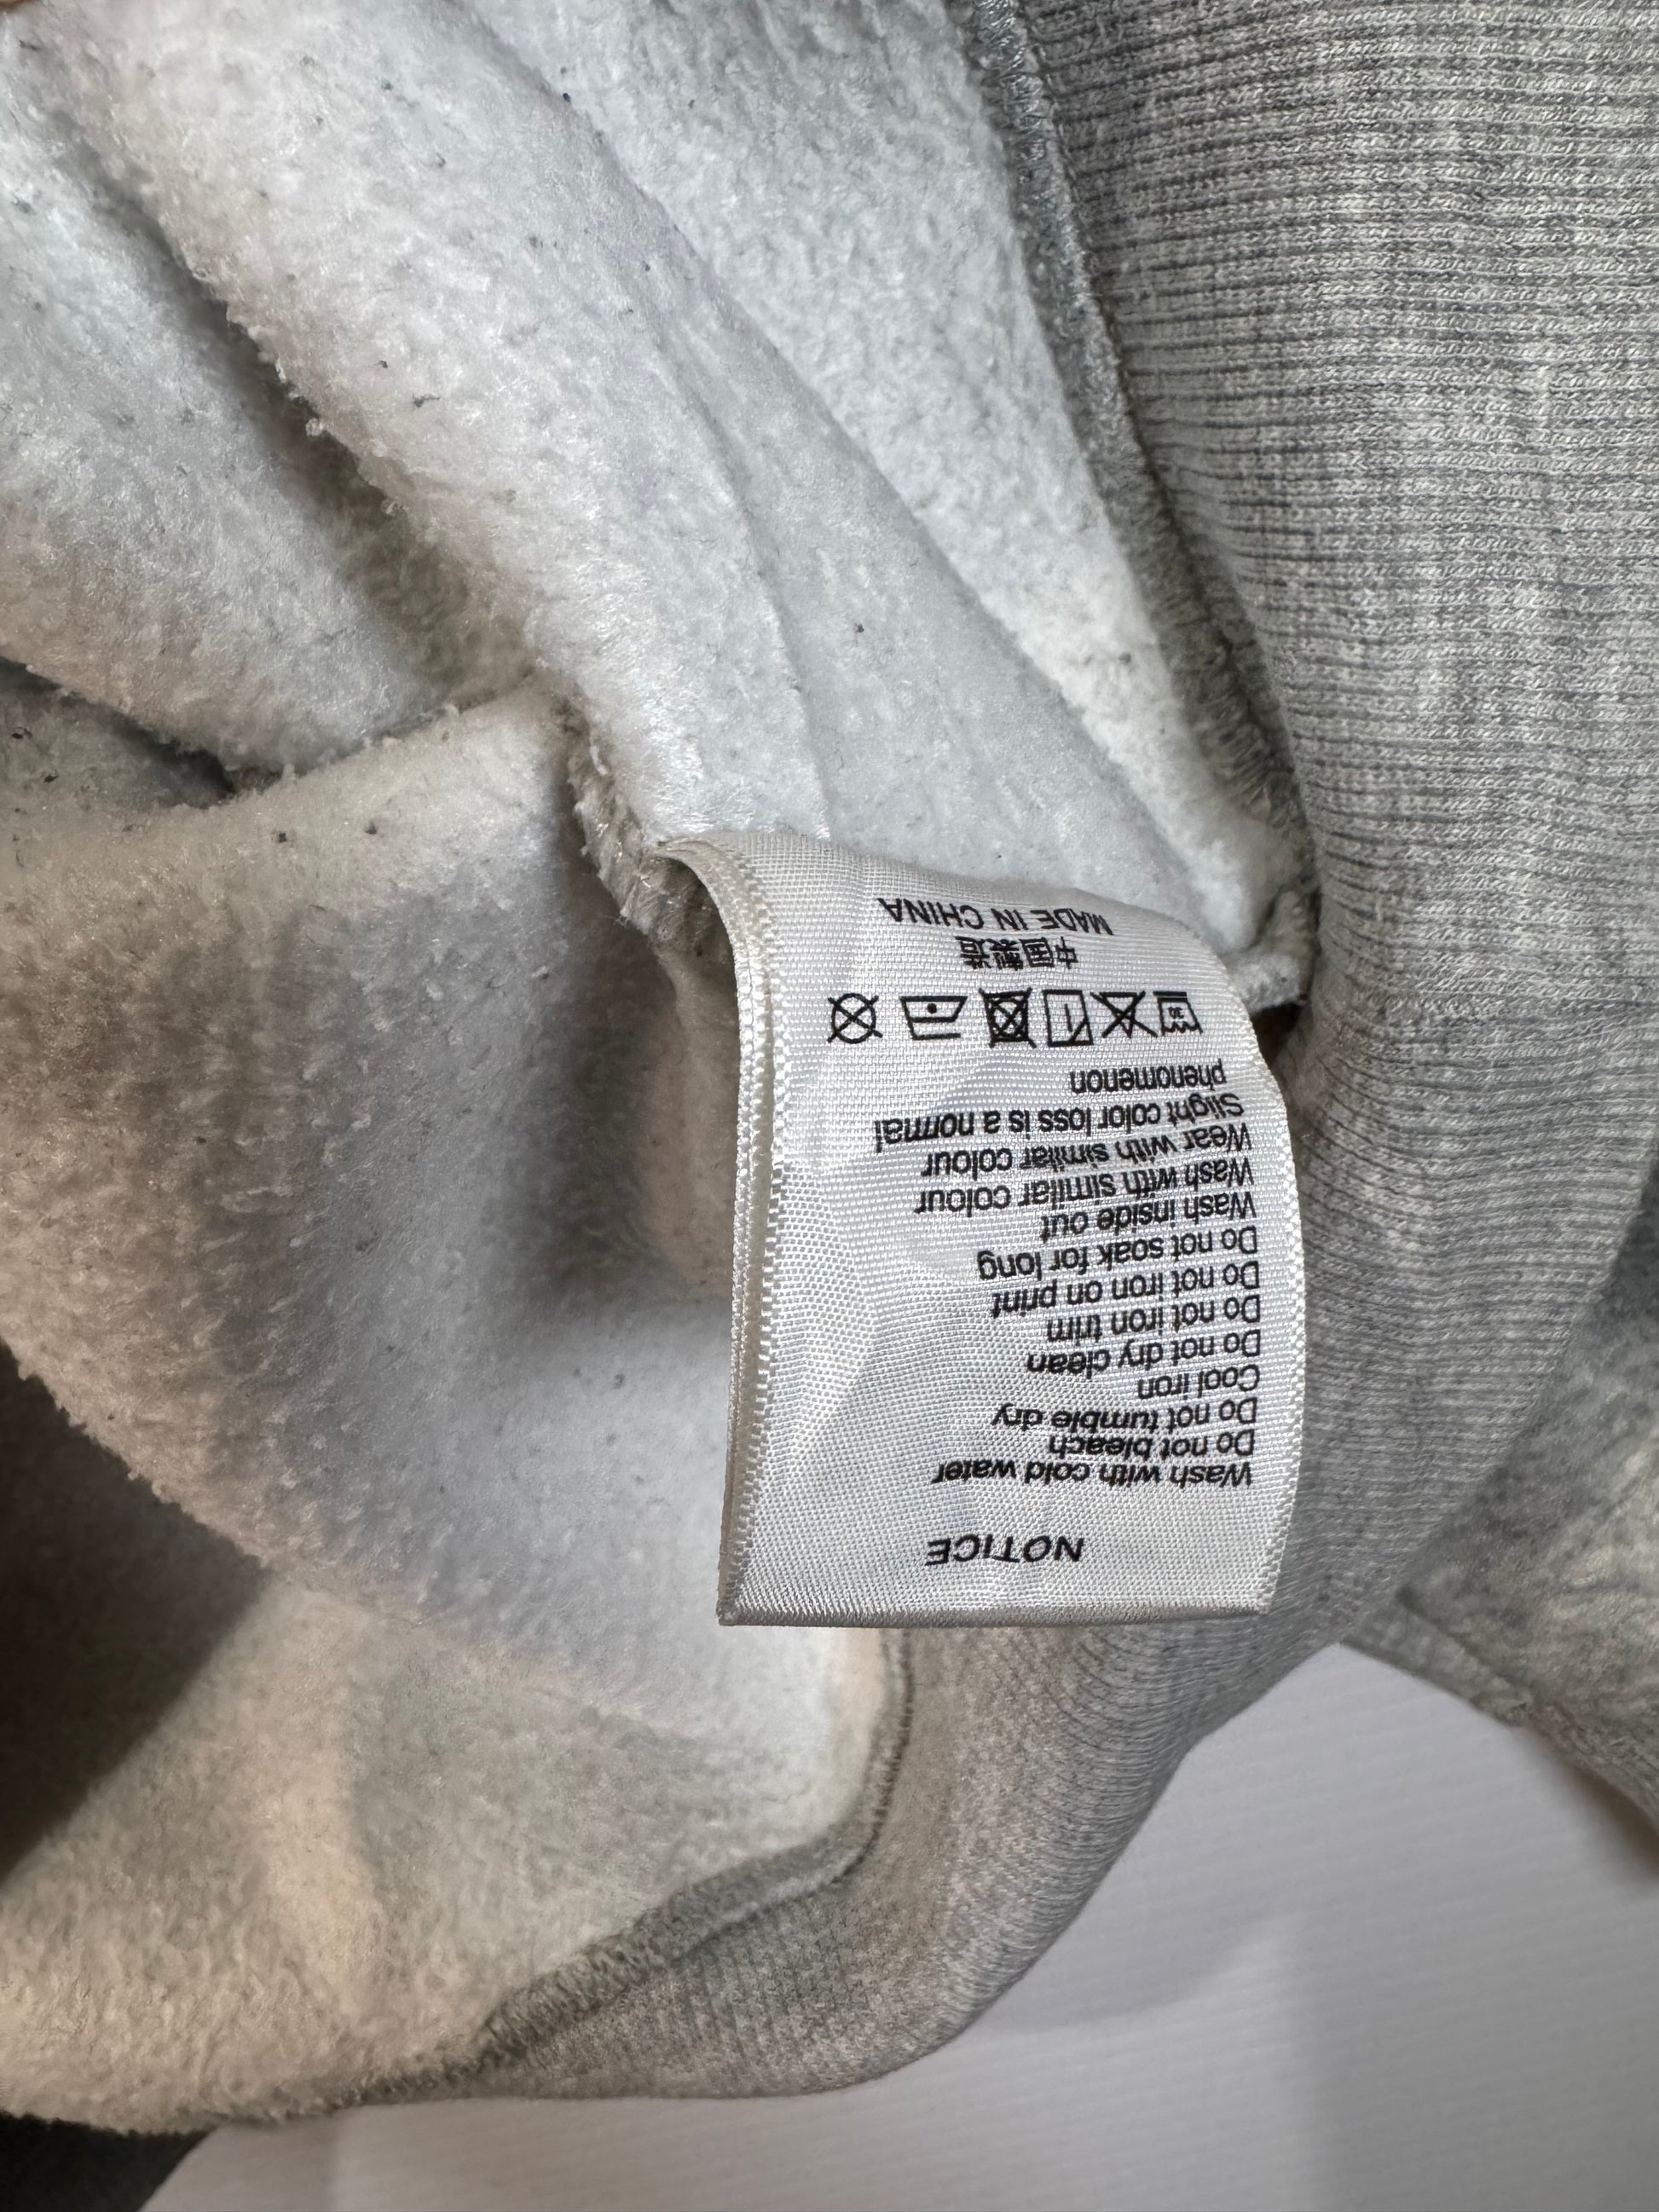 NOTICE
Wash with cold water
Do not bleach
Do not tumble dry
Cool iron
Do not dry clean
Do not iron trim
Do not iron on print
Do not soak for long
Wash inside out
Wash with similar colour
Wear with similar colour
Slight color loss is a normal
phenomenon
30
中国製造
MADE IN CHINA